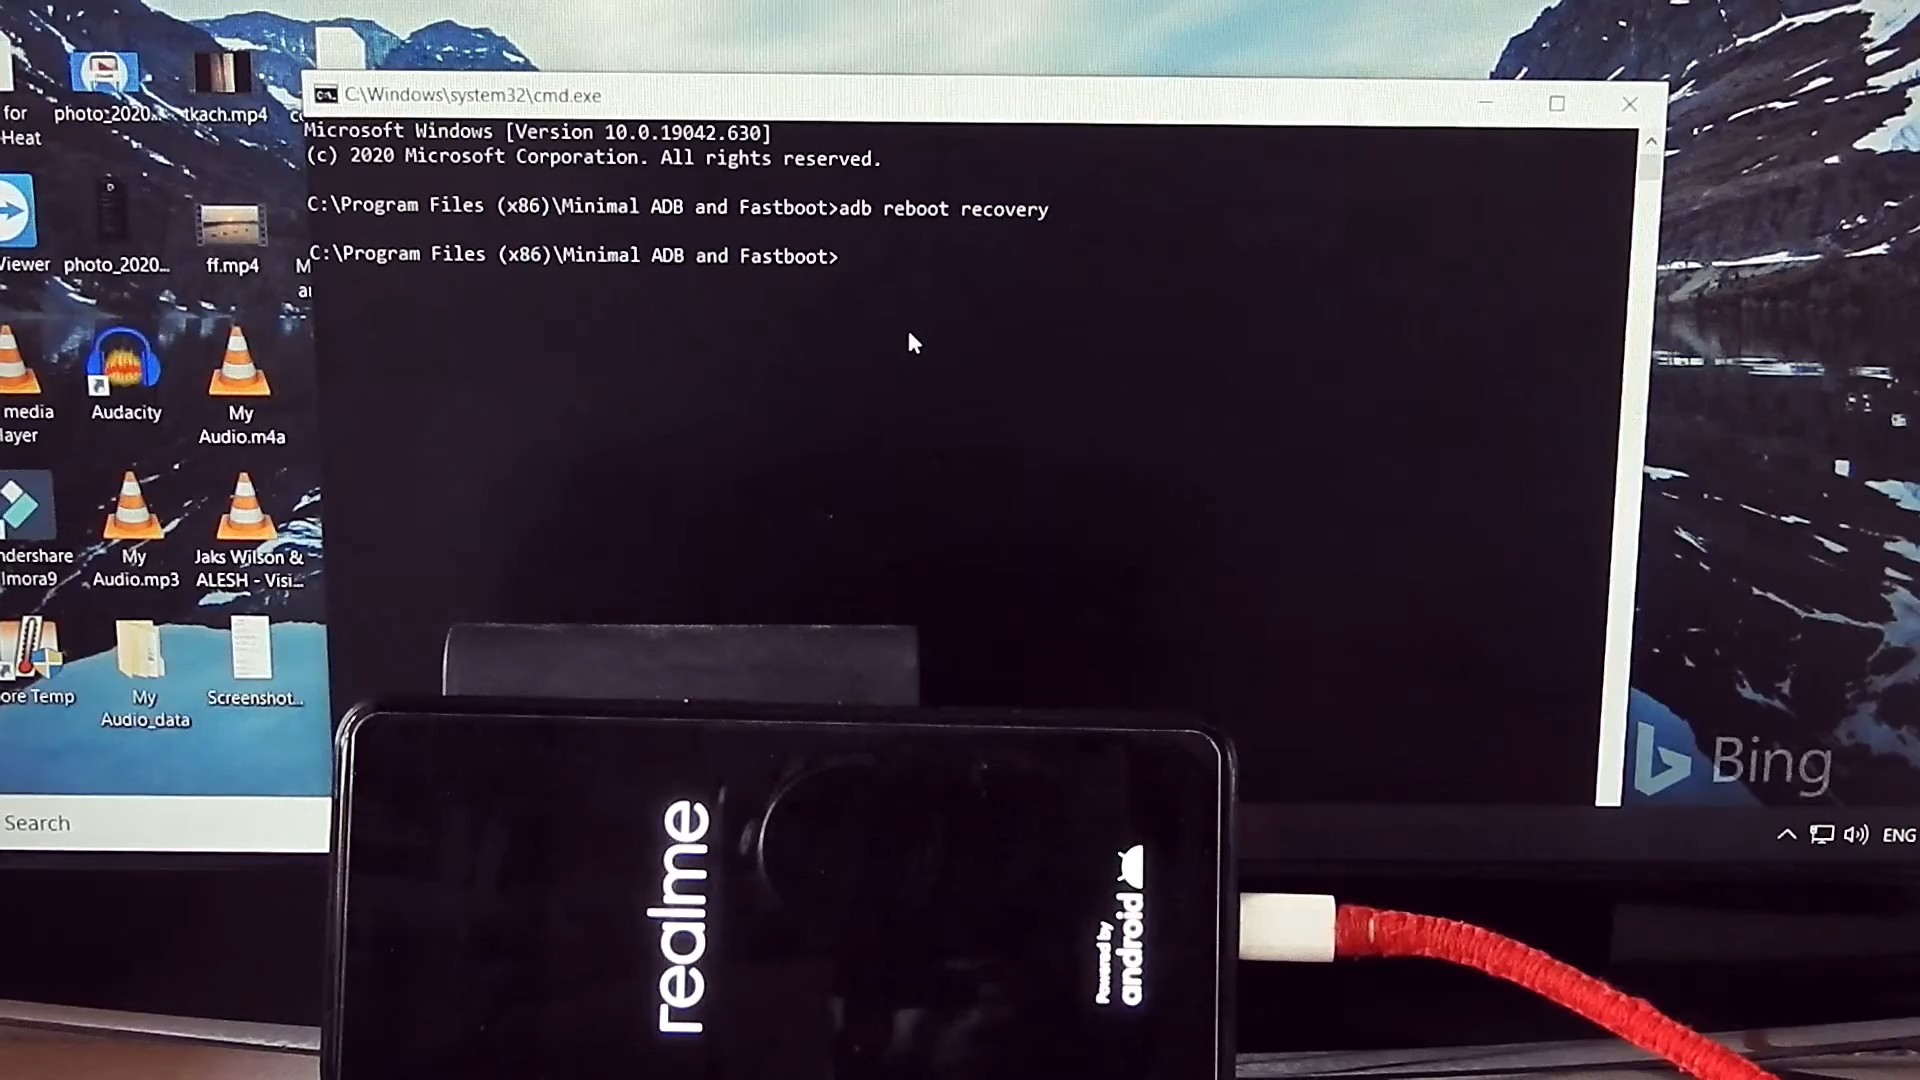 C:\Windows\system32\cmd.exe
Microsoft Windows [Version 10.0.19042.630]
(c) 2020 Microsoft Corporation. All rights reserved.
C:\Program Files (x86)\Minimal ADB and Fastboot>adb reboot recovery
C:\Program Files (x86)\Minimal ADB and Fastboot>
for
Heat
photo_2020...
tkach.mp4
Viewer
photo_2020...
ff.mp4
media
layer
Audacity
My
Audio.m4a
ndershare
lmora9
My
Audio.mp3
Jaks Wilson &
ALESH - Visi...
ore Temp
My
Audio_data
Screenshot...
Search
Bing
ENG
realme
Powered by
android